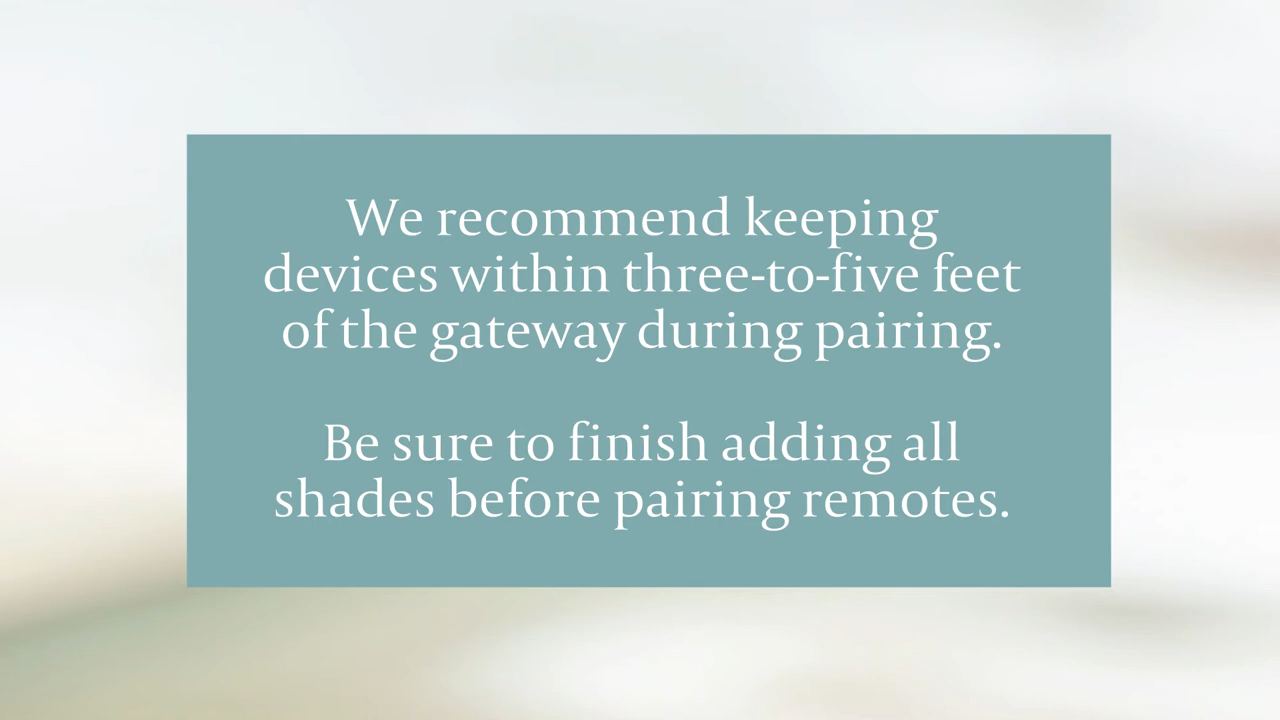 We recommend keeping
devices within three-to-five feet
of the gateway during pairing.
Be sure to finish adding all
shades before pairing remotes.